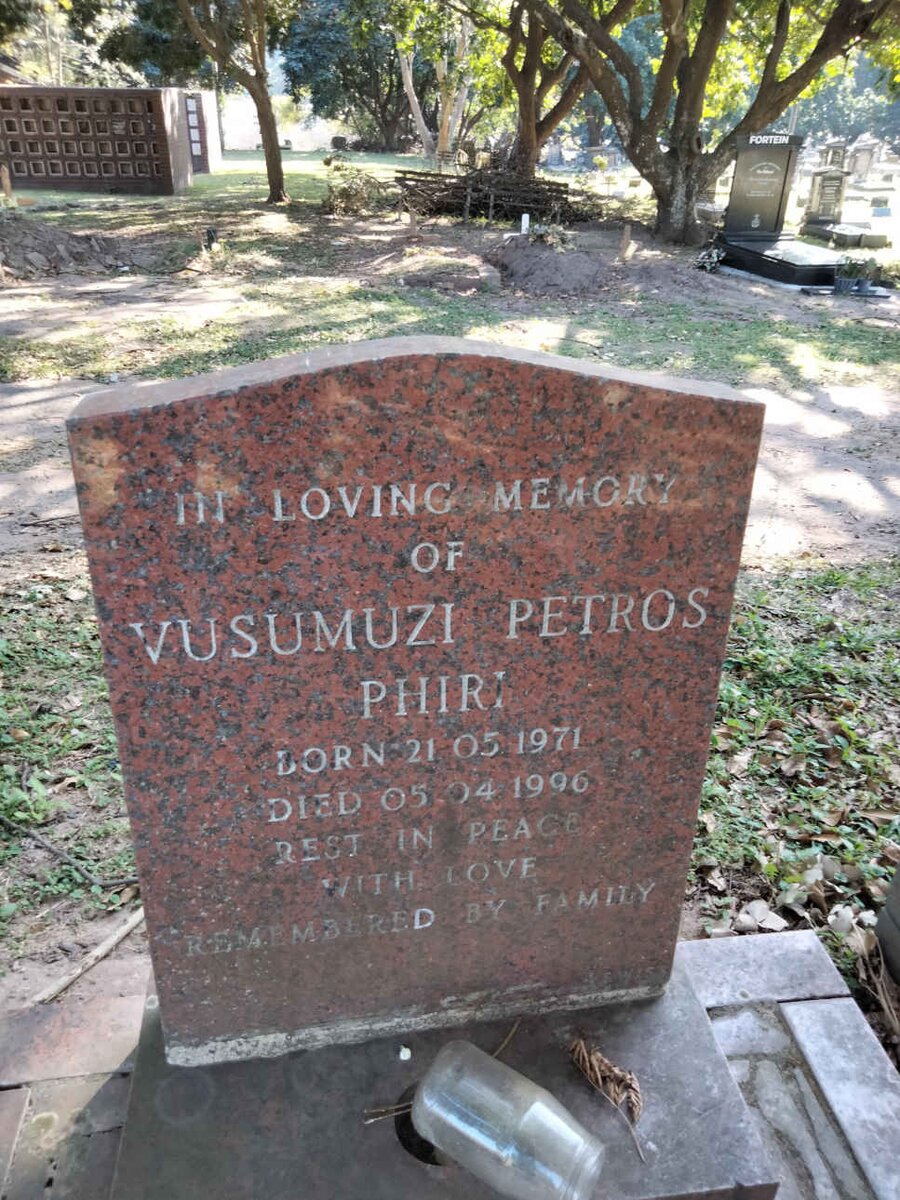 FORTEIN
IN LOVING MEMORY
OF
VUSUMUZI PETROS
PHIRI
BORN 21 05 1971
DIED 05 04 1996
REST IN PEACE
WITH LOVE
REMEMBERED BY FAMILY